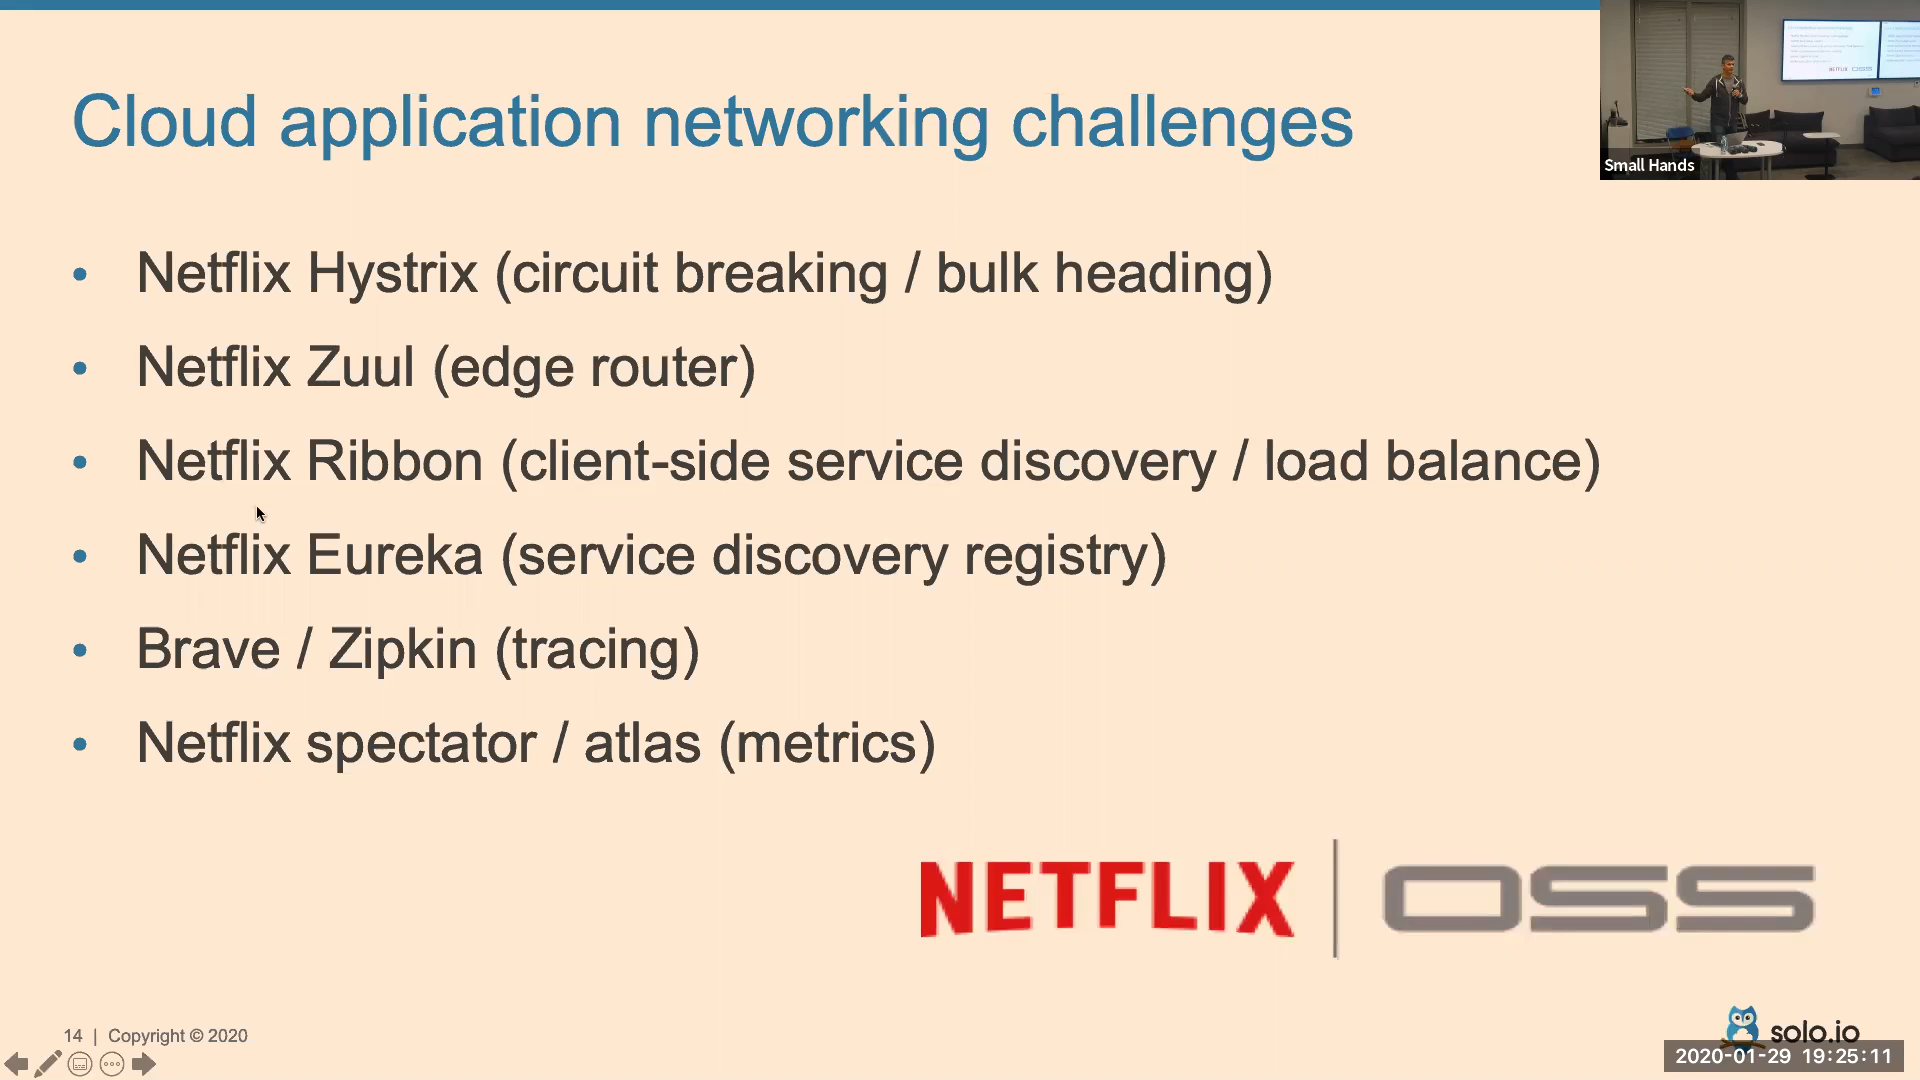 Cloud application networking challenges
Small Hands
• Netflix Hystrix (circuit breaking / bulk heading)
• Netflix Zuul (edge router)
• Netflix Ribbon (client-side service discovery / load balance)
• Netflix Eureka (service discovery registry)
• Brave / Zipkin (tracing)
• Netflix spectator / atlas (metrics)
NETFLIX | OSS
14 | Copyright © 2020
solo.io
2020-01-29 19:25:11